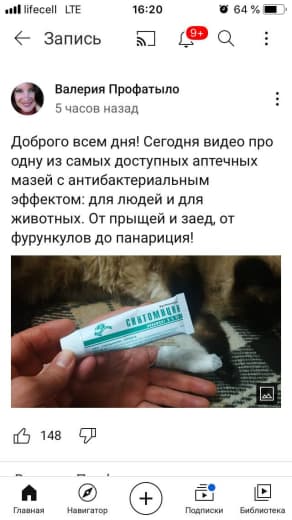 lifecell LTE 16:20 64 %
Запись 9+
Валерия Профатыло
5 часов назад
Доброго всем дня! Сегодня видео про
одну из самых доступных аптечных
мазей с антибактериальным
эффектом: для людей и для
животных. От прыщей и заед, от
фурункулов до панариция!
СИНТОМИЦИН
148
Главная Навигатор Подписки Библиотека